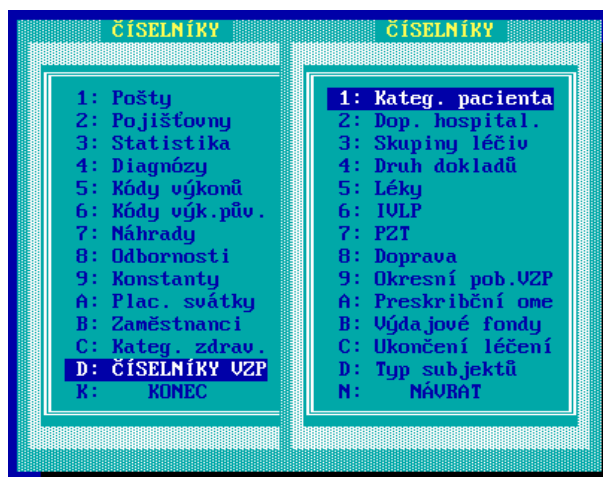 ČÍSELNÍKY
1: Pošty
2: Pojišťovny
3: Statistika
4: Diagnózy
5: Kódy výkonů
6: Kódy výk.pův.
7: Náhrady
8: Odbornosti
9: Konstanty
A: Plac. svátky
B: Zaměstnanci
C: Kateg. zdrav.
D: ČÍSELNÍKY VZP
K: KONEC
ČÍSELNÍKY
1: Kateg. pacienta
2: Dop. hospital.
3: Skupiny léčiv
4: Druh dokladů
5: Léky
6: IVLP
7: PZT
8: Doprava
9: Okresní pob.VZP
A: Preskribční ome
B: Výdajové fondy
C: Ukončení léčení
D: Typ subjektů
N: NÁVRAT